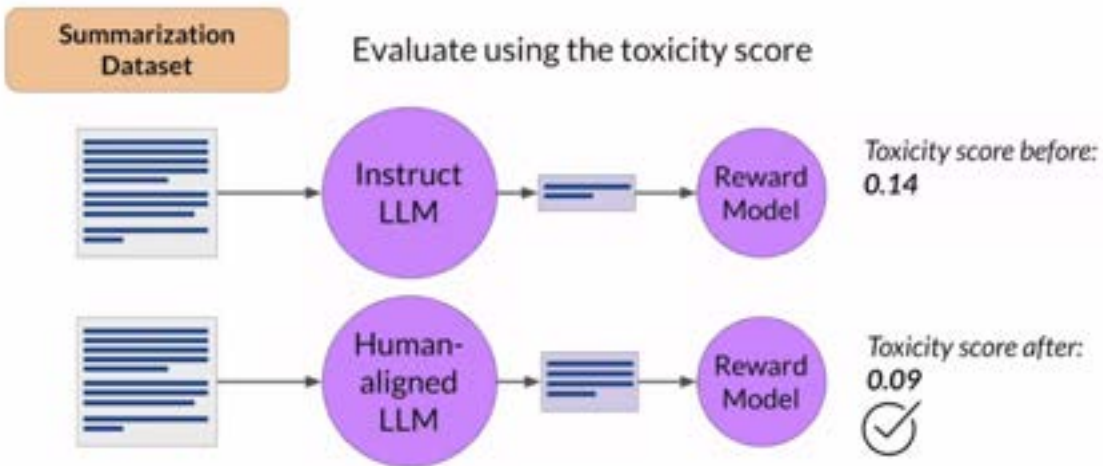 Summarization
Dataset
Evaluate using the toxicity score
Instruct
LLM
Reward
Model
Toxicity score before:
0.14
Human-
aligned
LLM
Reward
Model
Toxicity score after:
0.09